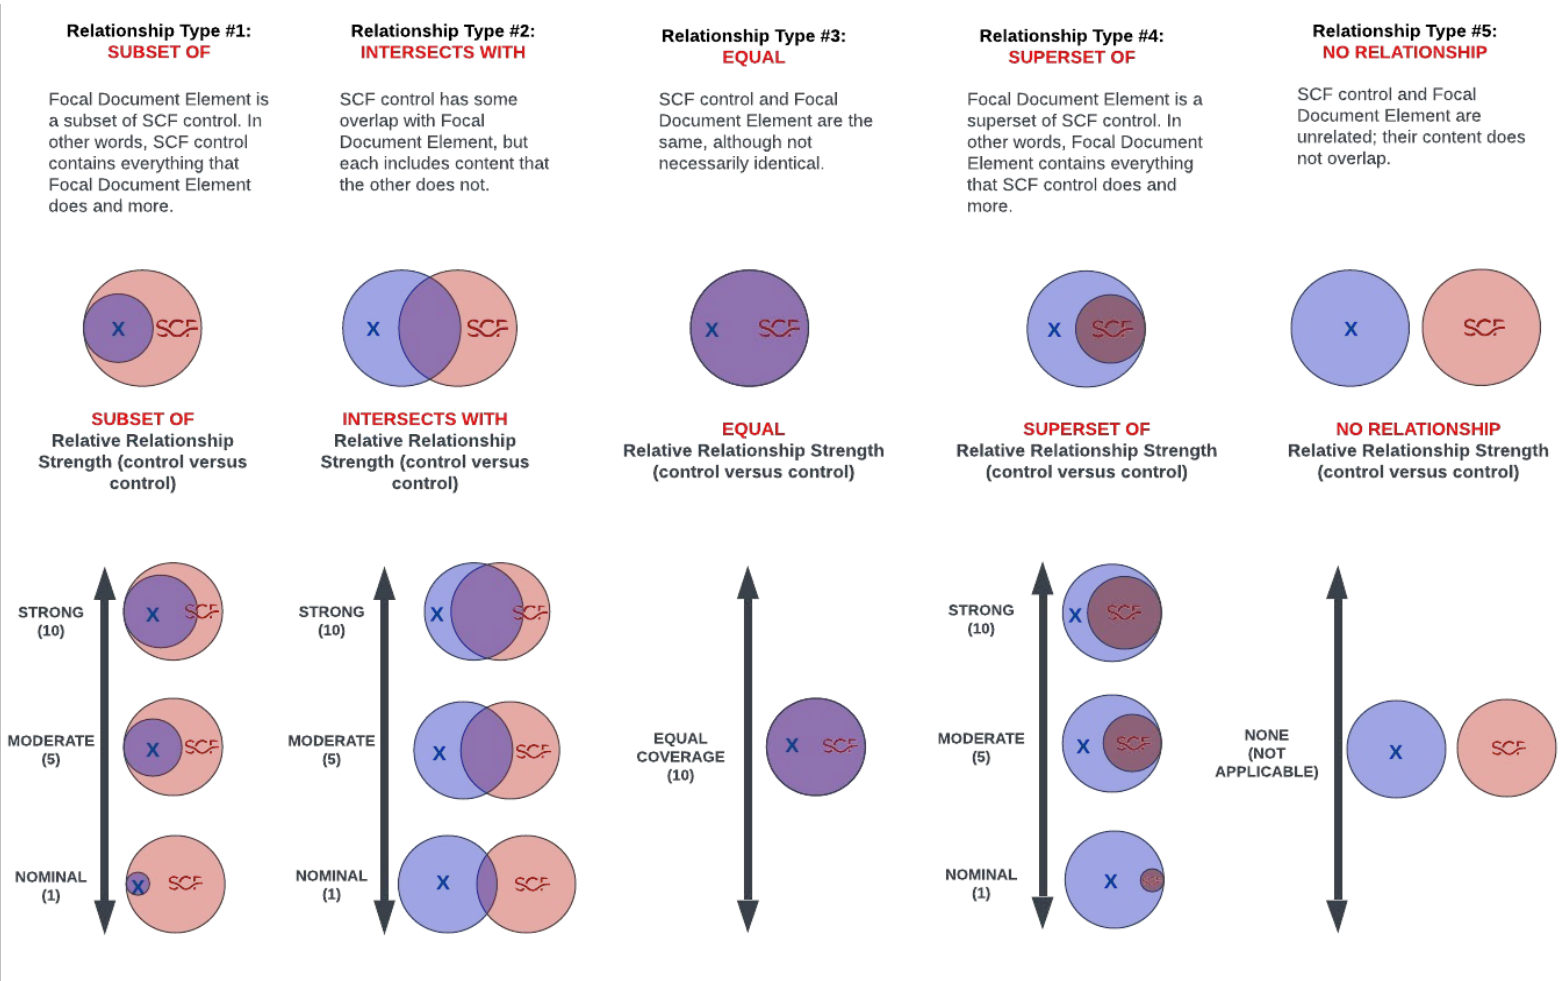 Relationship Type #1:
SUBSET OF
Focal Document Element is
a subset of SCF control. In
other words, SCF control
contains everything that
Focal Document Element
does and more.
X
SCF
SUBSET OF
Relative Relationship
Strength (control versus
control)
STRONG
(10)
X
SCF
MODERATE
(5)
X
SCF
NOMINAL
(1)
X
SCF
Relationship Type #2:
INTERSECTS WITH
SCF control has some
overlap with Focal
Document Element, but
each includes content that
the other does not.
X
SCF
INTERSECTS WITH
Relative Relationship
Strength (control versus
control)
STRONG
(10)
X
SCF
MODERATE
(5)
X
SCF
NOMINAL
(1)
X
SCF
Relationship Type #3:
EQUAL
SCF control and Focal
Document Element are the
same, although not
necessarily identical.
X
SCF
EQUAL
Relative Relationship Strength
(control versus control)
EQUAL
COVERAGE
(10)
X
SCF
Relationship Type #4:
SUPERSET OF
Focal Document Element is a
superset of SCF control. In
other words, Focal Document
Element contains everything
that SCF control does and
more.
X
SCF
SUPERSET OF
Relative Relationship Strength
(control versus control)
STRONG
(10)
X
SCF
MODERATE
(5)
X
SCF
NOMINAL
(1)
X
SCF
Relationship Type #5:
NO RELATIONSHIP
SCF control and Focal
Document Element are
unrelated; their content does
not overlap.
X
SCF
NO RELATIONSHIP
Relative Relationship Strength
(control versus control)
NONE
(NOT
APPLICABLE)
X
SCF